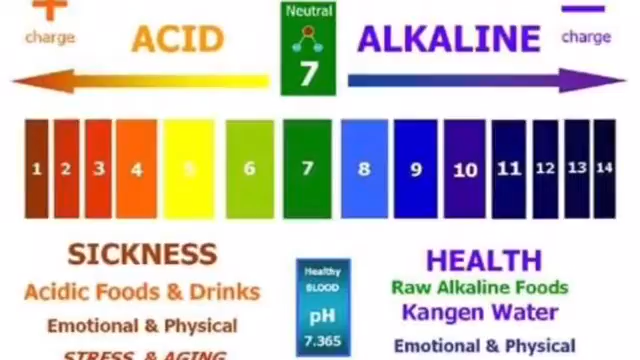 + charge
ACID
Neutral
7
ALKALINE
− charge
1 2 3 4 5 6 7 8 9 10 11 12 13 14
SICKNESS
Acidic Foods & Drinks
Emotional & Physical
STRESS & AGING
Healthy
BLOOD
pH
7.365
HEALTH
Raw Alkaline Foods
Kangen Water
Emotional & Physical